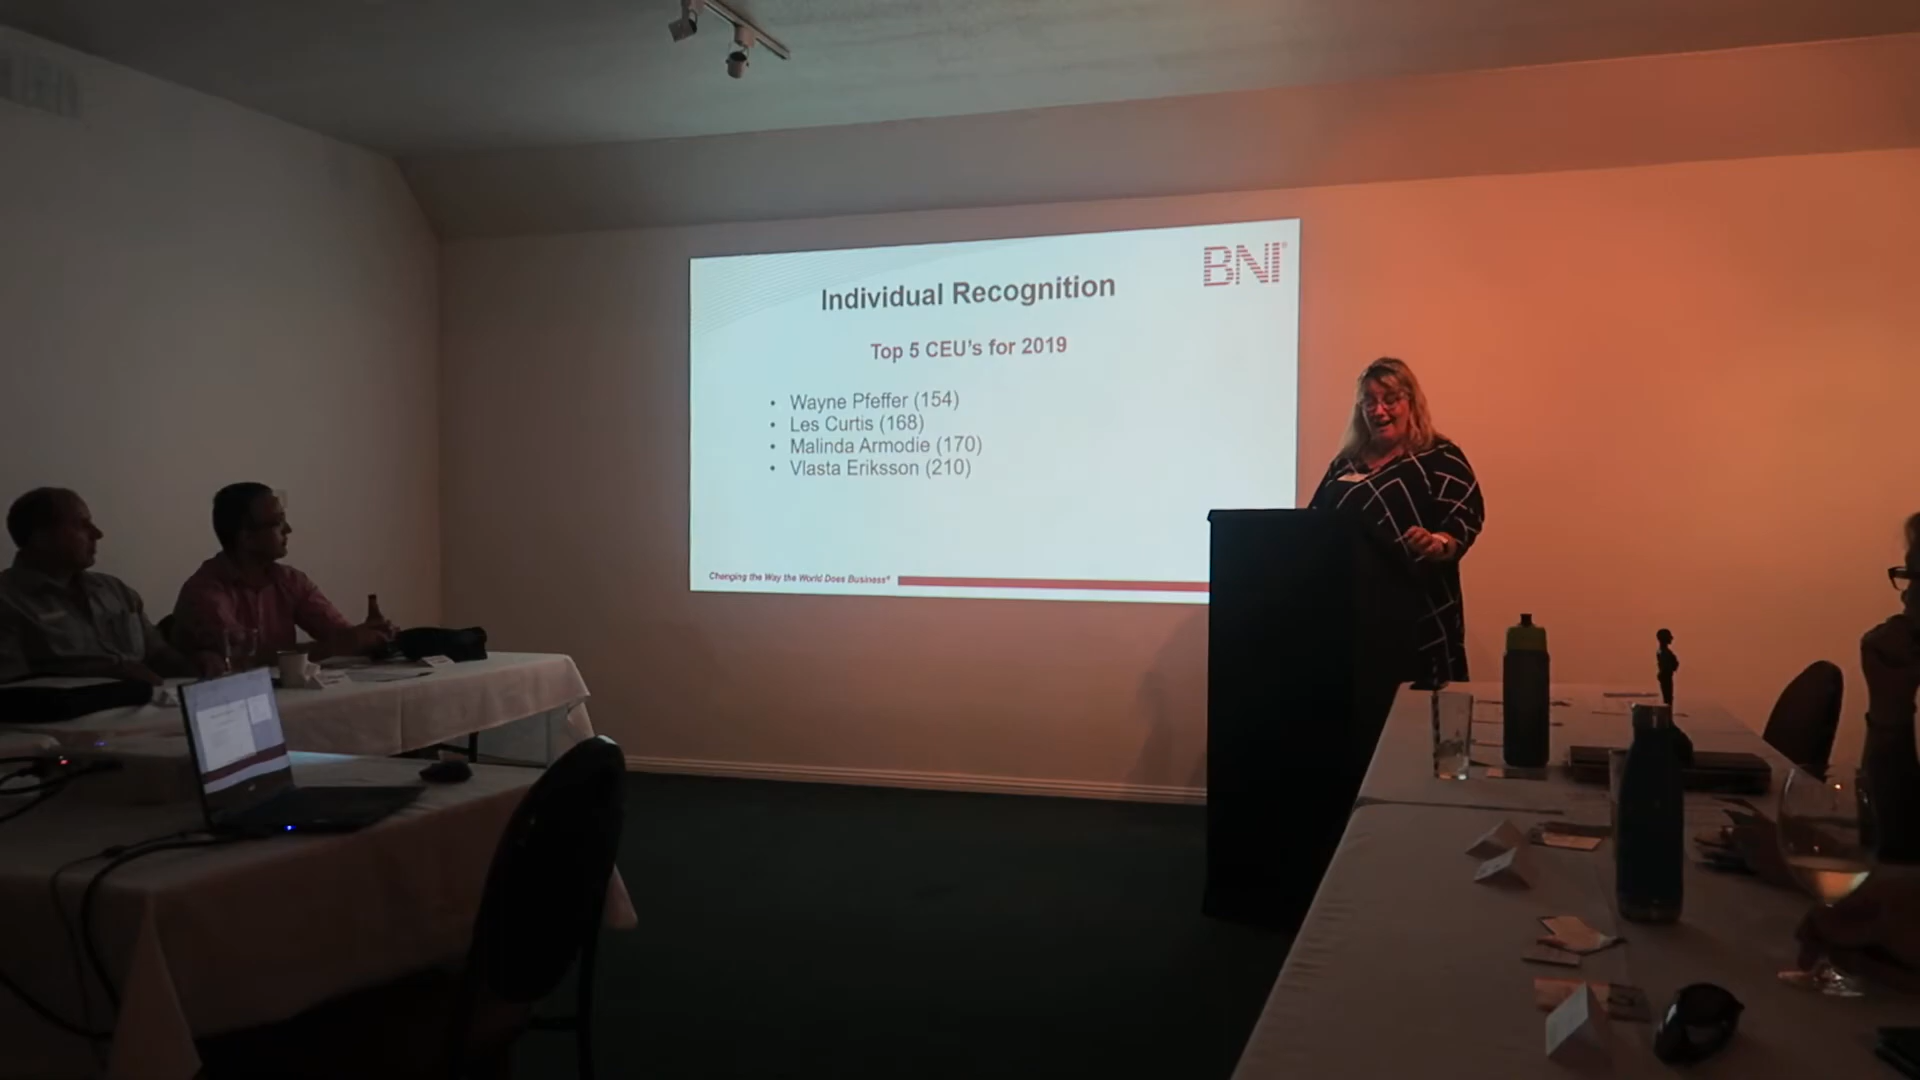 BNI®
Individual Recognition
Top 5 CEU's for 2019
• Wayne Pfeffer (154)
• Les Curtis (168)
• Malinda Armodie (170)
• Vlasta Eriksson (210)
Changing the Way the World Does Business®